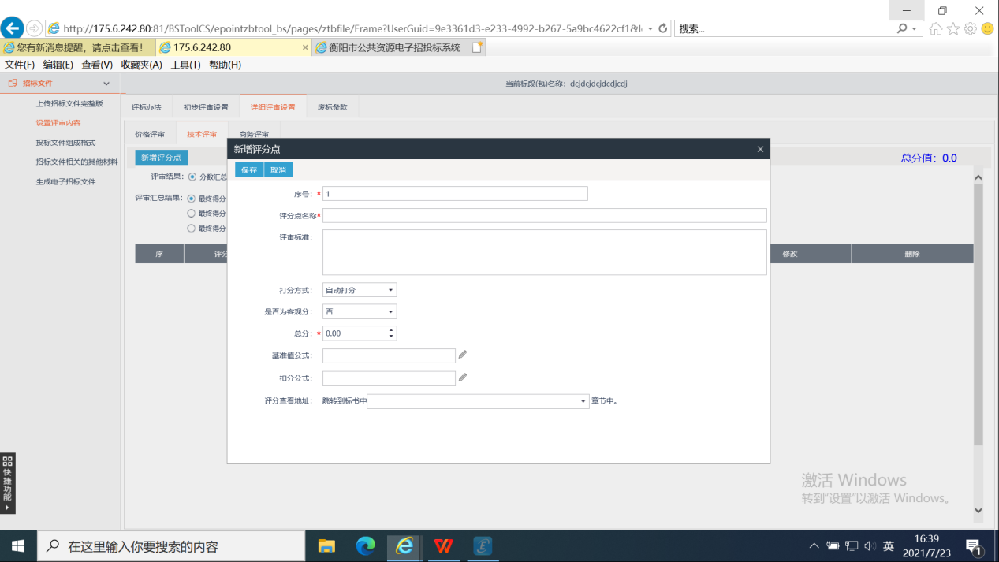 http://175.6.242.80:81/BSToolCS/epointzbtool_bs/pages/ztbfile/Frame?UserGuid=9e3361d3-e233-4992-b267-5a9bc4622cf18&l
搜索...
您有新消息提醒，请点击查看！
175.6.242.80
衡阳市公共资源电子招投标系统
文件(F) 编辑(E) 查看(V) 收藏夹(A) 工具(T) 帮助(H)
招标文件
当前标段(包)名称：dcjdcjdcjdcdjcdj
上传招标文件完整版
设置评审内容
投标文件组成格式
招标文件相关的其他材料
生成电子招标文件
评标办法 初步评审设置 详细评审设置 废标条款
价格评审 技术评审 商务评审
新增评分点
总分值：0.0
评审结果： 分数汇总
评审汇总结果： 最终得分
最终得分
最终得分
序 评分 修改 删除
新增评分点
保存 取消
序号：* 1
评分点名称*
评审标准：
打分方式： 自动打分
是否为客观分： 否
总分：* 0.00
基准值公式：
扣分公式：
评分查看地址： 跳转到标书中 章节中。
快捷功能
激活 Windows
转到"设置"以激活 Windows。
在这里输入你要搜索的内容
英
16:39
2021/7/23
1